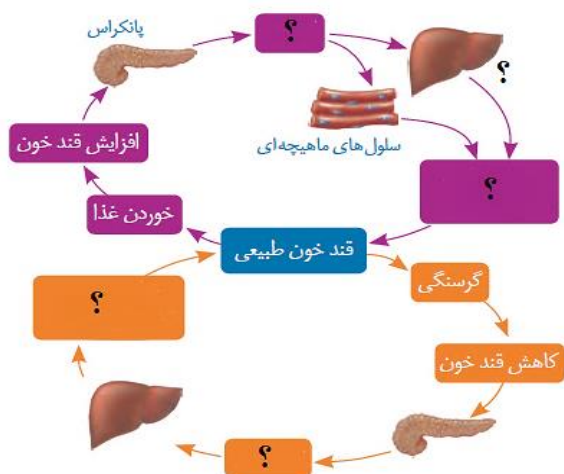 پانکراس
؟
؟
سلول‌های ماهیچه‌ای
افزایش قند خون
؟
خوردن غذا
قند خون طبیعی
گرسنگی
؟
کاهش قند خون
؟